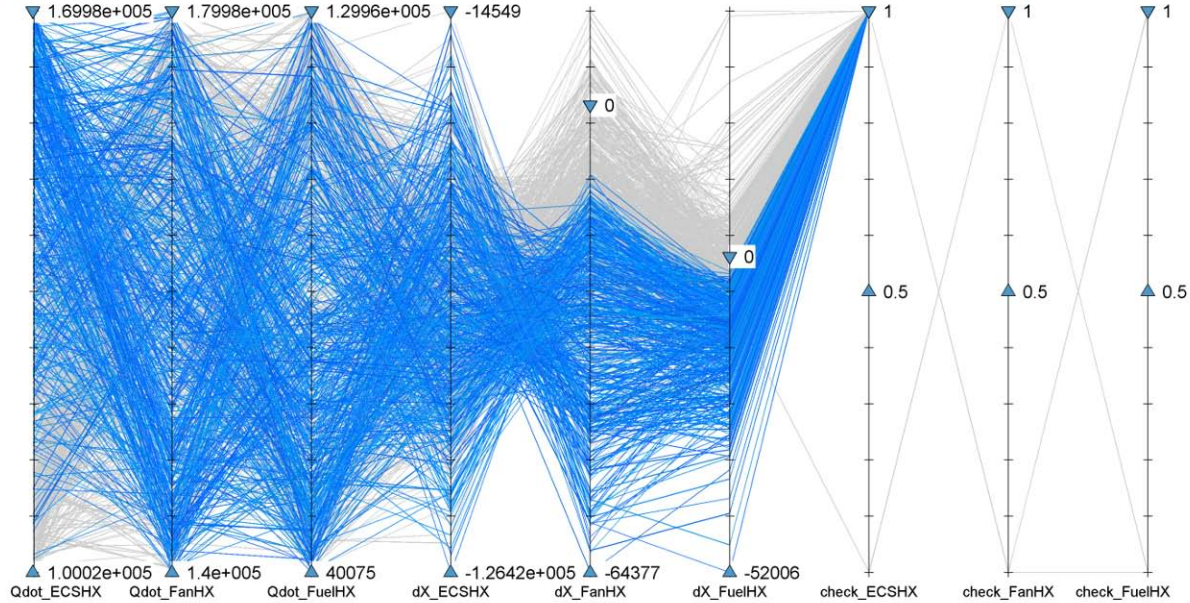 1.6998e+005 1.7998e+005 1.2996e+005 -14549 1 1 1
0
0
0.5 0.5 0.5
1.0002e+005 1.4e+005 40075 -1.2642e+005 -64377 -52006
Qdot_ECSHX Qdot_FanHX Qdot_FuelHX dX_ECSHX dX_FanHX dX_FuelHX check_ECSHX check_FanHX check_FuelHX